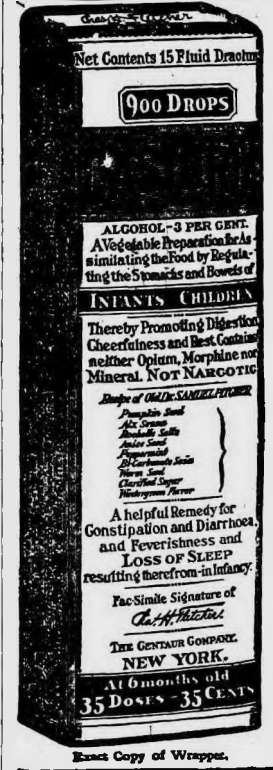 Net Contents 15 Fluid Drachm
900 DROPS
ALCOHOL-3 PER CENT.
A Vegetable Preparation for As-
similating the Food by Regula-
ting the Stomachs and Bowels of
INFANTS CHILDREN
Thereby Promoting Digestion
Cheerfulness and Rest Contains
neither Opium, Morphine nor
Mineral. NOT NARCOTIC
Recipe of Old Dr. SAMUEL PITCHER
Pumpkin Seed
Alx Senna
Rochelle Salts
Anise Seed
Peppermint
Bi-Carbonate Soda
Worm Seed
Clarified Sugar
Wintergreen Flavor
A helpful Remedy for
Constipation and Diarrhoea,
and Feverishness and
LOSS OF SLEEP
resulting therefrom-in Infancy.
Fac-Simile Signature of
Chas. H. Fletcher.
THE CENTAUR COMPANY.
NEW YORK.
At 6 months old
35 DOSES - 35 CENTS
Exact Copy of Wrapper.